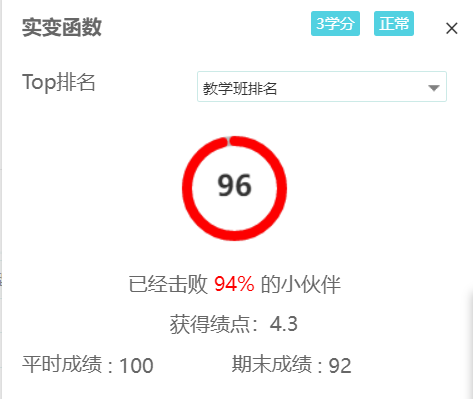 实变函数 3学分 正常 ×
Top排名 教学班排名
96
已经击败 94% 的小伙伴
获得绩点：4.3
平时成绩 : 100 期末成绩 : 92